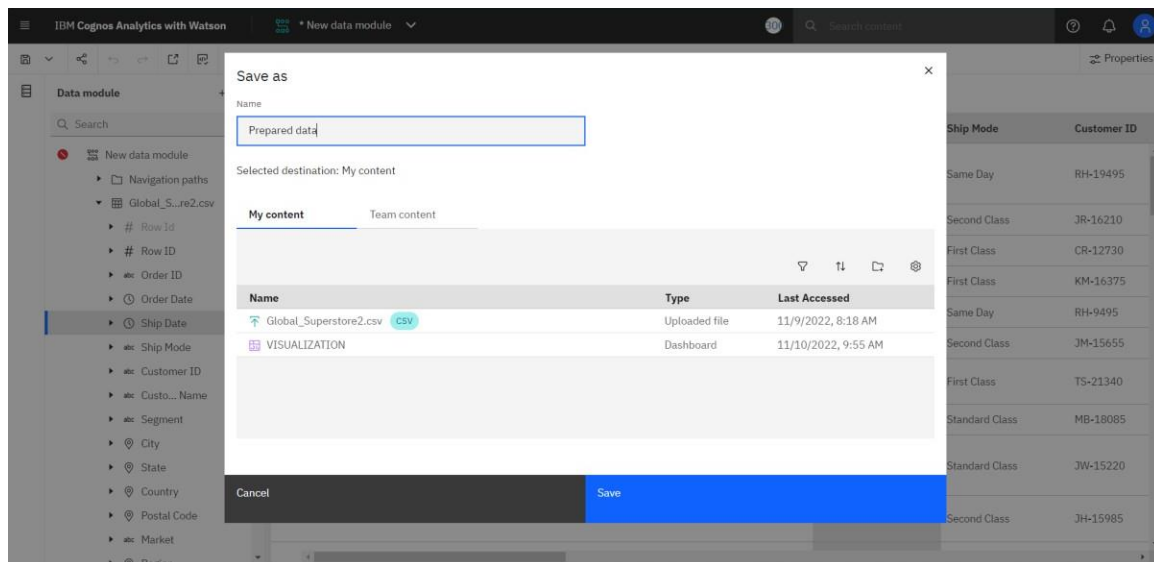 IBM Cognos Analytics with Watson
* New data module
Search content
Properties
Data module
Search
New data module
Navigation paths
Global_S...re2.csv
# Row Id
# Row ID
abc Order ID
Order Date
Ship Date
abc Ship Mode
abc Customer ID
abc Custo... Name
abc Segment
City
State
Country
Postal Code
abc Market
Save as
Name
Prepared data
Selected destination: My content
My content Team content
Name Type Last Accessed
Global_Superstore2.csv CSV Uploaded file 11/9/2022, 8:18 AM
VISUALIZATION Dashboard 11/10/2022, 9:55 AM
Cancel Save
Ship Mode Customer ID
Same Day RH-19495
Second Class JR-16210
First Class CR-12730
First Class KM-16375
Same Day RH-9495
Second Class JM-15655
First Class TS-21340
Standard Class MB-18085
Standard Class JW-15220
Second Class JH-15985